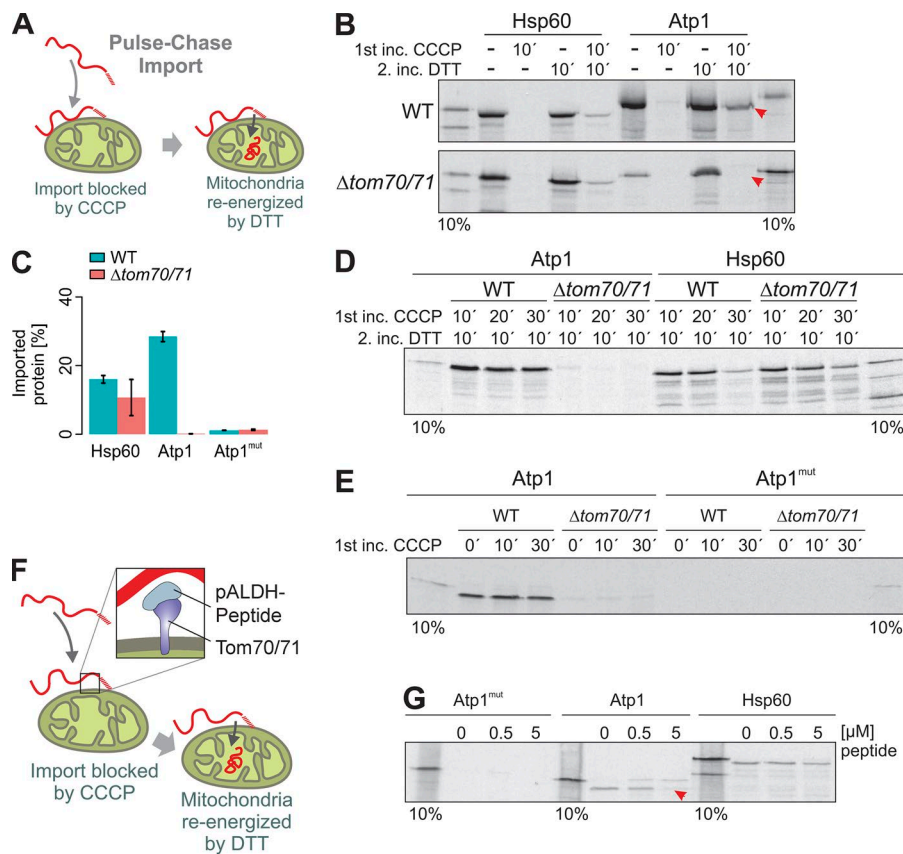 A
Pulse-Chase
Import
Import blocked
by CCCP
Mitochondria
re-energized
by DTT
B
Hsp60 Atp1
1st inc. CCCP - 10´ - 10´ - 10´ - 10´
2. inc. DTT - - 10´ 10´ - - 10´ 10´
WT
Δtom70/71
10% 10%
C
WT
Δtom70/71
Imported
protein [%]
40
20
0
Hsp60 Atp1 Atp1mut
D
Atp1 Hsp60
WT Δtom70/71 WT Δtom70/71
1st inc. CCCP 10´ 20´ 30´ 10´ 20´ 30´ 10´ 20´ 30´ 10´ 20´ 30´
2. inc. DTT 10´ 10´ 10´ 10´ 10´ 10´ 10´ 10´ 10´ 10´ 10´ 10´
10% 10%
E
Atp1 Atp1mut
WT Δtom70/71 WT Δtom70/71
1st inc. CCCP 0´ 10´ 30´ 0´ 10´ 30´ 0´ 10´ 30´ 0´ 10´ 30´
10% 10%
F
pALDH-
Peptide
Tom70/71
Import blocked
by CCCP
Mitochondria
re-energized
by DTT
G
Atp1mut Atp1 Hsp60
0 0.5 5 0 0.5 5 0 0.5 5 [µM]
peptide
10% 10% 10%